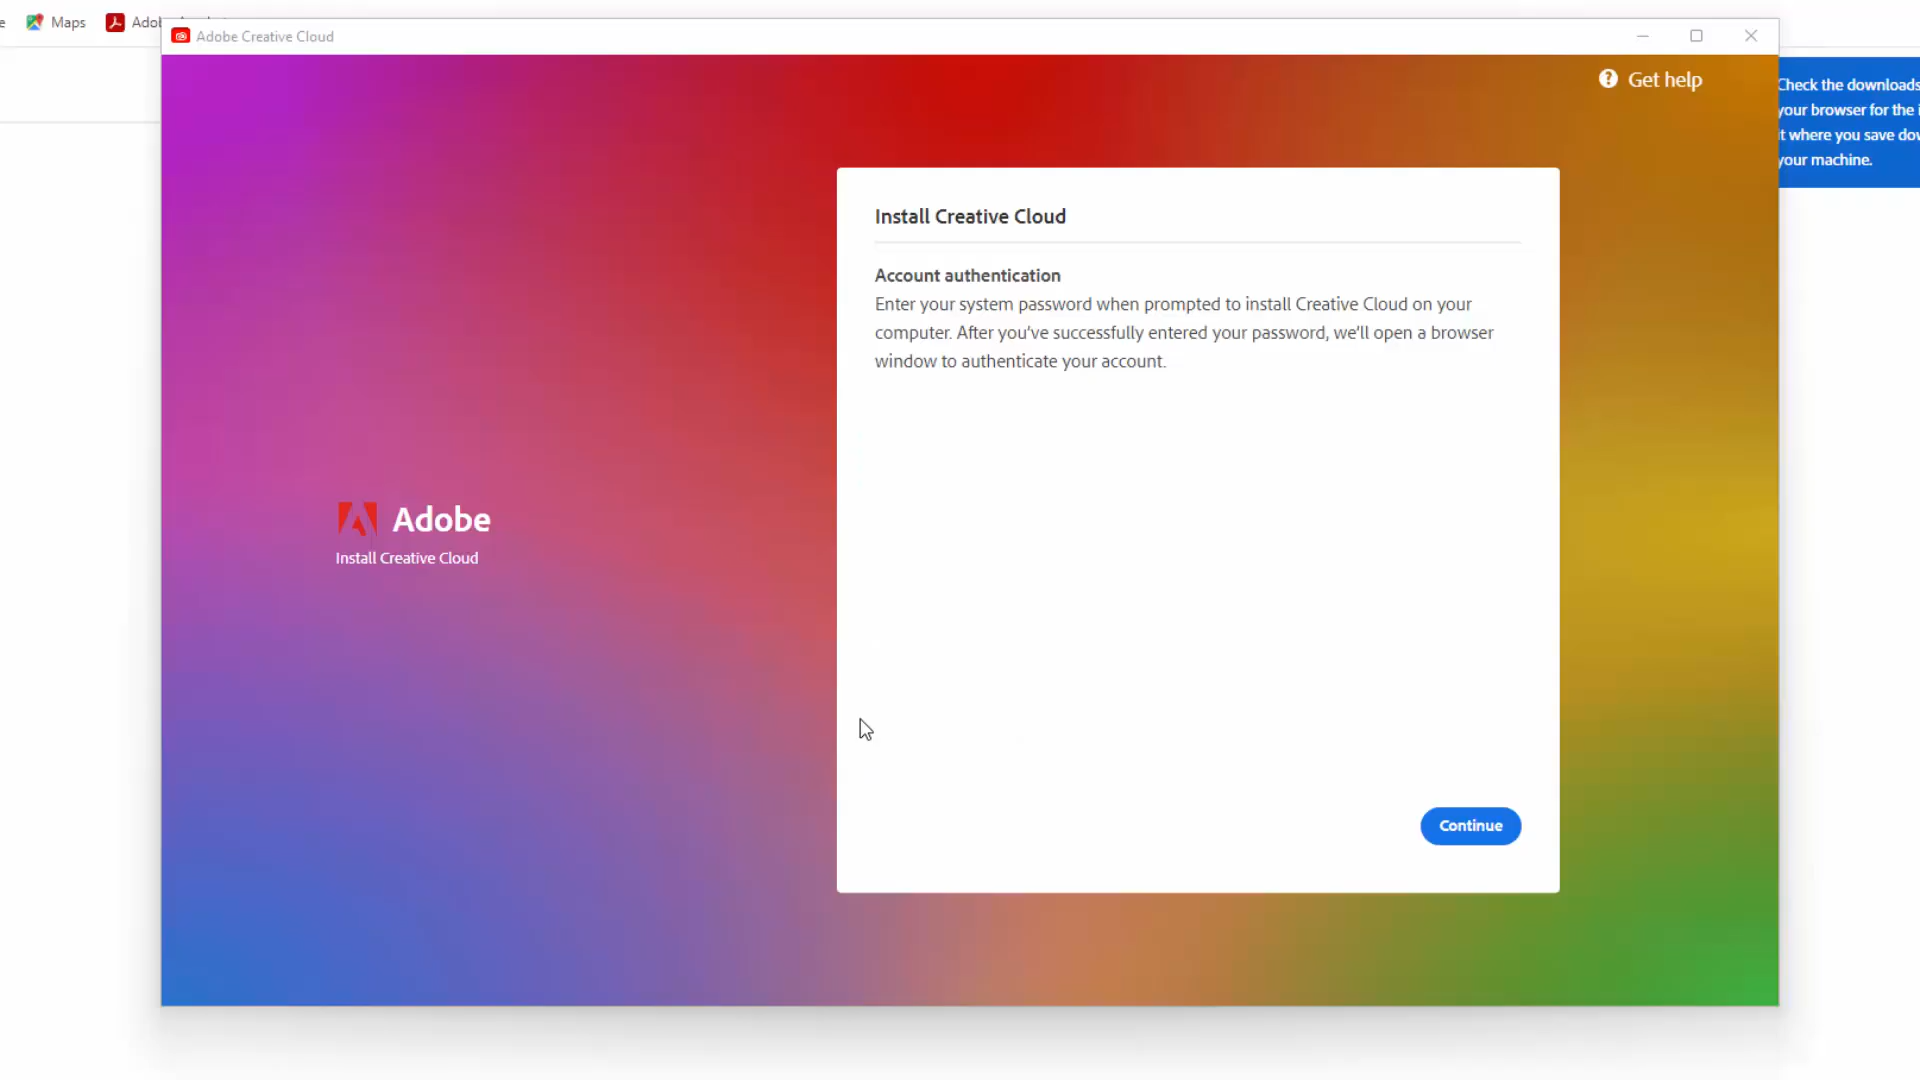 Maps
Adobe Creative Cloud
Get help
Check the downloads
your browser for the
it where you save
your machine.
Install Creative Cloud
Account authentication
Enter your system password when prompted to install Creative Cloud on your
computer. After you've successfully entered your password, we'll open a browser
window to authenticate your account.
Adobe
Install Creative Cloud
Continue